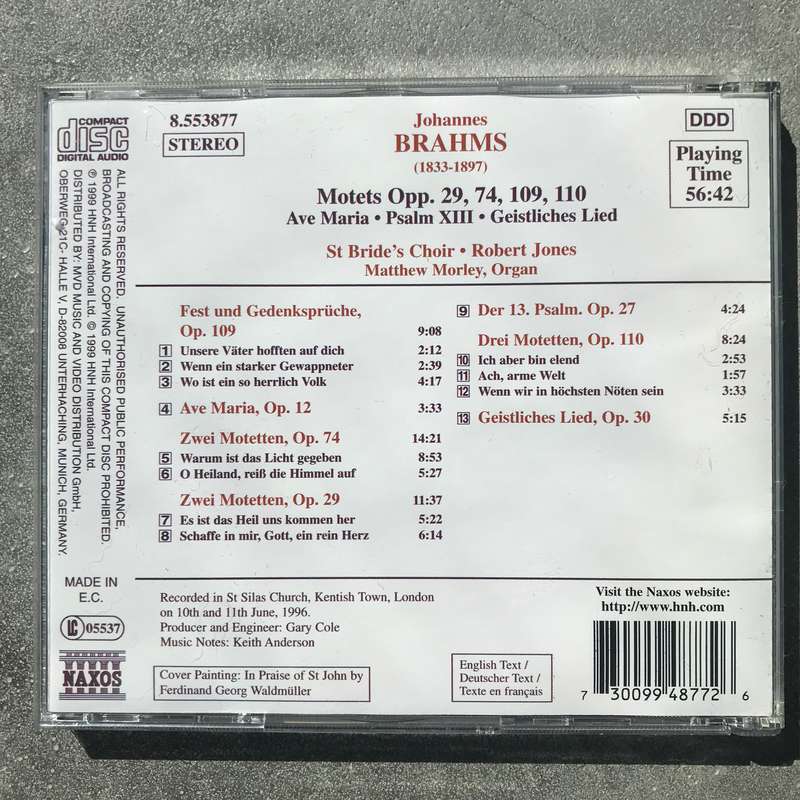 COMPACT
disc
DIGITAL AUDIO
8.553877
STEREO
Johannes
BRAHMS
(1833-1897)
DDD
Playing
Time
56:42
Motets Opp. 29, 74, 109, 110
Ave Maria • Psalm XIII • Geistliches Lied
St Bride's Choir • Robert Jones
Matthew Morley, Organ
Fest und Gedenksprüche,
Op. 109 9:08
1 Unsere Väter hofften auf dich 2:12
2 Wenn ein starker Gewappneter 2:39
3 Wo ist ein so herrlich Volk 4:17
4 Ave Maria, Op. 12 3:33
Zwei Motetten, Op. 74 14:21
5 Warum ist das Licht gegeben 8:53
6 O Heiland, reiß die Himmel auf 5:27
Zwei Motetten, Op. 29 11:37
7 Es ist das Heil uns kommen her 5:22
8 Schaffe in mir, Gott, ein rein Herz 6:14
9 Der 13. Psalm. Op. 27 4:24
Drei Motetten, Op. 110 8:24
10 Ich aber bin elend 2:53
11 Ach, arme Welt 1:57
12 Wenn wir in höchsten Nöten sein 3:33
13 Geistliches Lied, Op. 30 5:15
ALL RIGHTS RESERVED. UNAUTHORISED PUBLIC PERFORMANCE,
BROADCASTING AND COPYING OF THIS COMPACT DISC PROHIBITED.
℗ 1999 HNH International Ltd. © 1999 HNH International Ltd.
DISTRIBUTED BY: MVD MUSIC AND VIDEO DISTRIBUTION GmbH,
OBERWEG 21C- HALLE V, D-82008 UNTERHACHING, MUNICH, GERMANY.
MADE IN
E.C.
LC 05537
NAXOS
Recorded in St Silas Church, Kentish Town, London
on 10th and 11th June, 1996.
Producer and Engineer: Gary Cole
Music Notes: Keith Anderson
Cover Painting: In Praise of St John by
Ferdinand Georg Waldmüller
English Text /
Deutscher Text /
Texte en français
Visit the Naxos website:
http://www.hnh.com
7 30099 48772 6